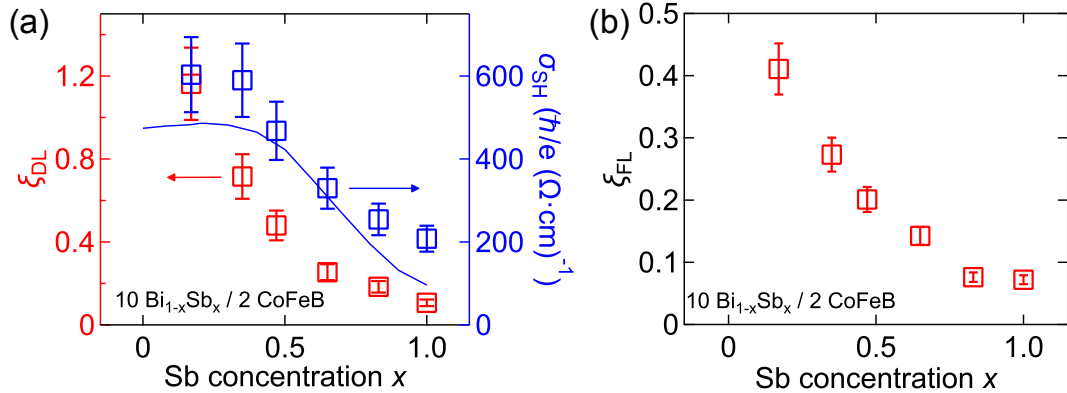 (a)
1.2
0.8
0.4
0
ξDL
600
400
200
0
σSH (ħ/e (Ω·cm)⁻¹)
10 Bi1-xSbx / 2 CoFeB
0
0.5
1.0
Sb concentration x
(b)
0.5
0.4
0.3
0.2
0.1
0.0
ξFL
10 Bi1-xSbx / 2 CoFeB
0
0.5
1.0
Sb concentration x